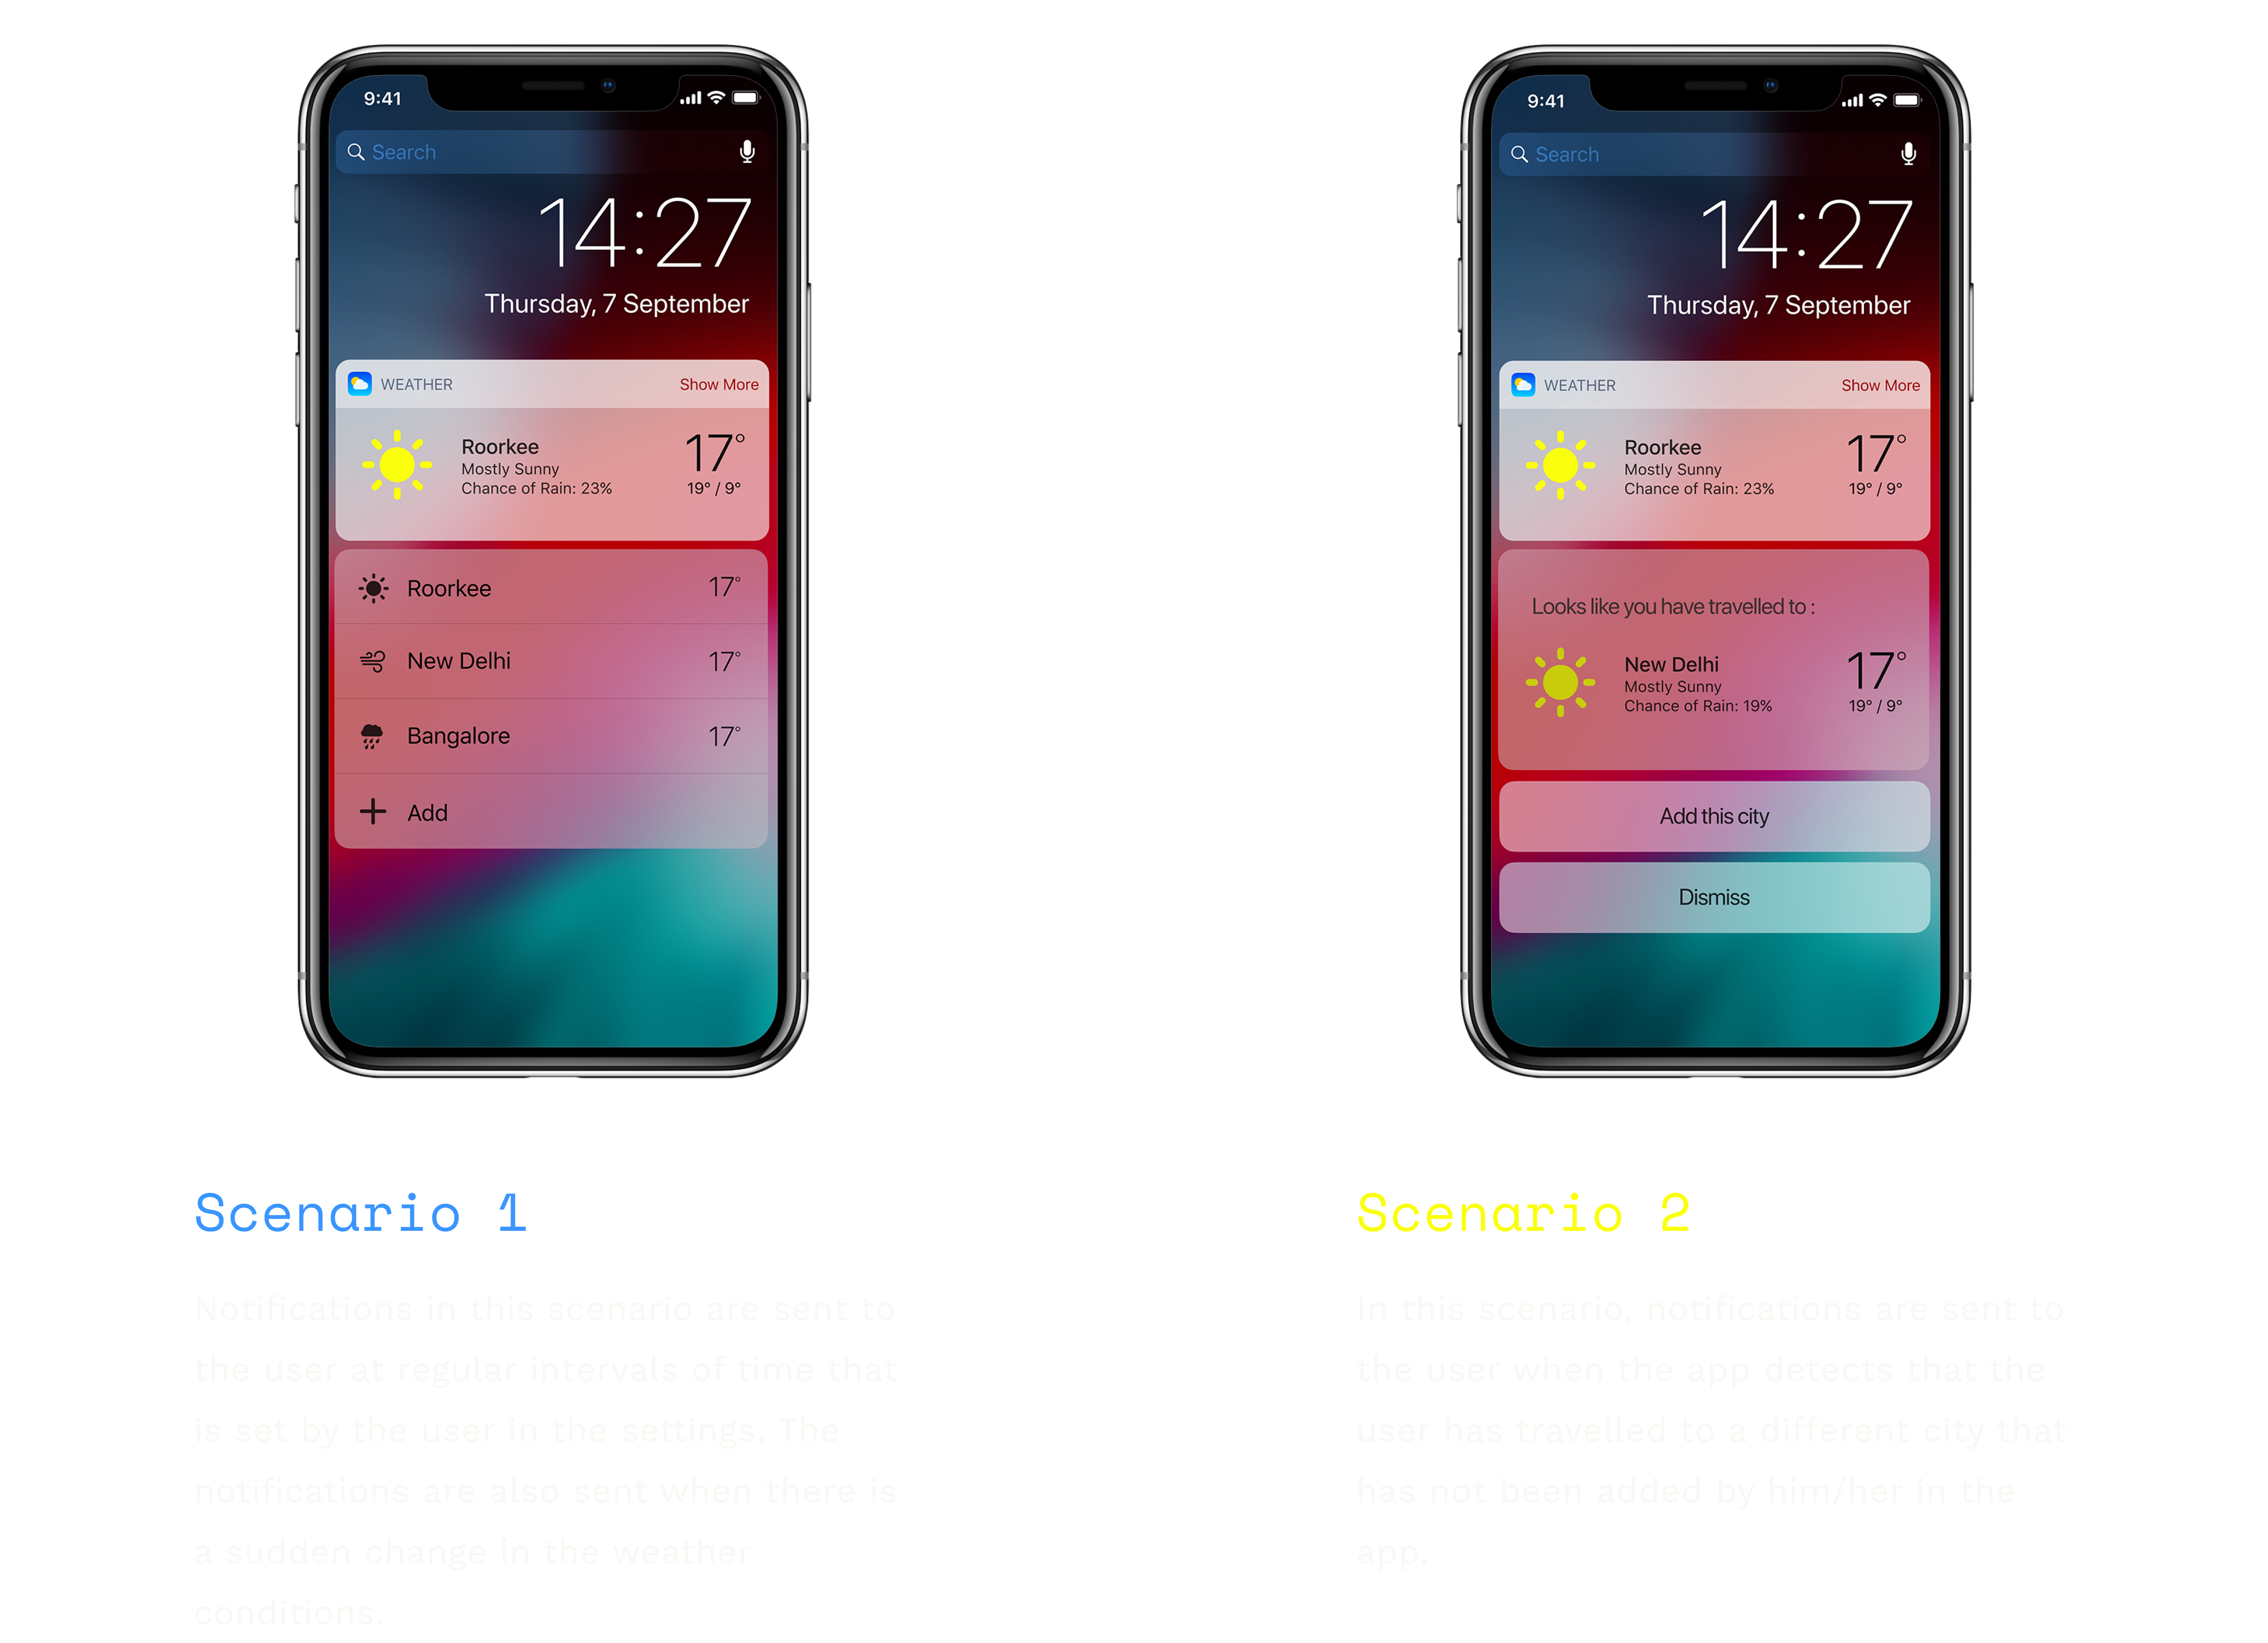 9:41
Search
14:27
Thursday, 7 September
WEATHER Show More
Roorkee 17°
Mostly Sunny
Chance of Rain: 23% 19° / 9°
Roorkee 17°
New Delhi 17°
Bangalore 17°
Add
Scenario 1
Notifications in this scenario are sent to
the user at regular intervals of time that
is set by the user in the settings. The
notifications are also sent when there is
a sudden change in the weather
conditions.
9:41
Search
14:27
Thursday, 7 September
WEATHER Show More
Roorkee 17°
Mostly Sunny
Chance of Rain: 23% 19° / 9°
Looks like you have travelled to :
New Delhi 17°
Mostly Sunny
Chance of Rain: 19% 19° / 9°
Add this city
Dismiss
Scenario 2
In this scenario, notifications are sent to
the user when the app detects that the
user has travelled to a different city that
has not been added by him/her in the
app.